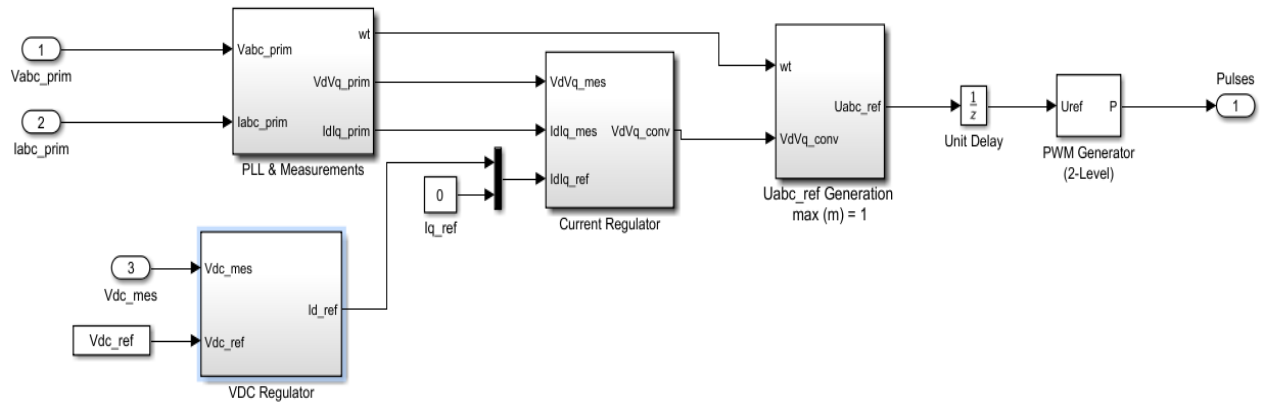 1
Vabc_prim
2
Iabc_prim
Vabc_prim
Iabc_prim
wt
VdVq_prim
IdIq_prim
PLL & Measurements
3
Vdc_mes
Vdc_ref
Vdc_mes
Vdc_ref
Id_ref
VDC Regulator
0
Iq_ref
VdVq_mes
IdIq_mes
IdIq_ref
VdVq_conv
Current Regulator
wt
VdVq_conv
Uabc_ref
Uabc_ref Generation
max (m) = 1
1
z
Unit Delay
Uref
P
PWM Generator
(2-Level)
Pulses
1